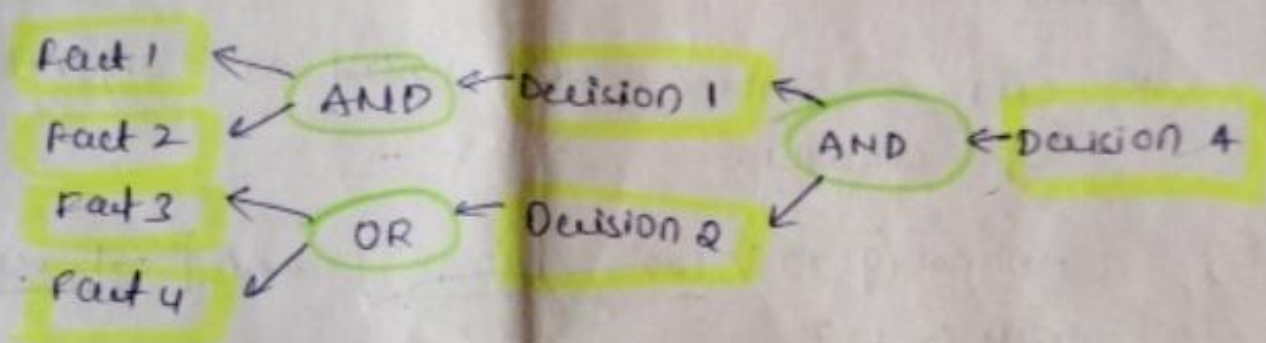 Fact 1
AND
Decision 1
Fact 2
AND
Decision 4
Fact 3
OR
Decision 2
Fact 4